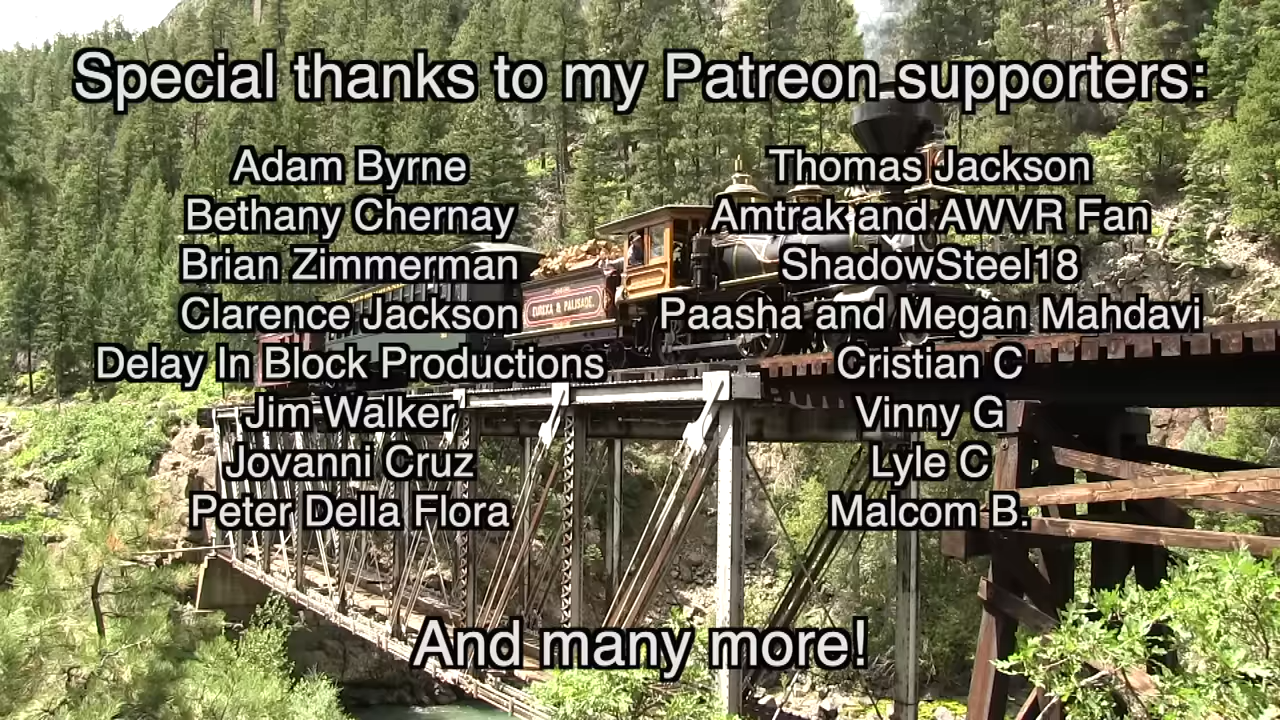 Special thanks to my Patreon supporters:
Adam Byrne
Bethany Chernay
Brian Zimmerman
Clarence Jackson
Delay In Block Productions
Jim Walker
Jovanni Cruz
Peter Della Flora
Thomas Jackson
Amtrak and AWVR Fan
ShadowSteel18
Paasha and Megan Mahdavi
Cristian C
Vinny G
Lyle C
Malcom B.
EUREKA & PALISADE.
And many more!